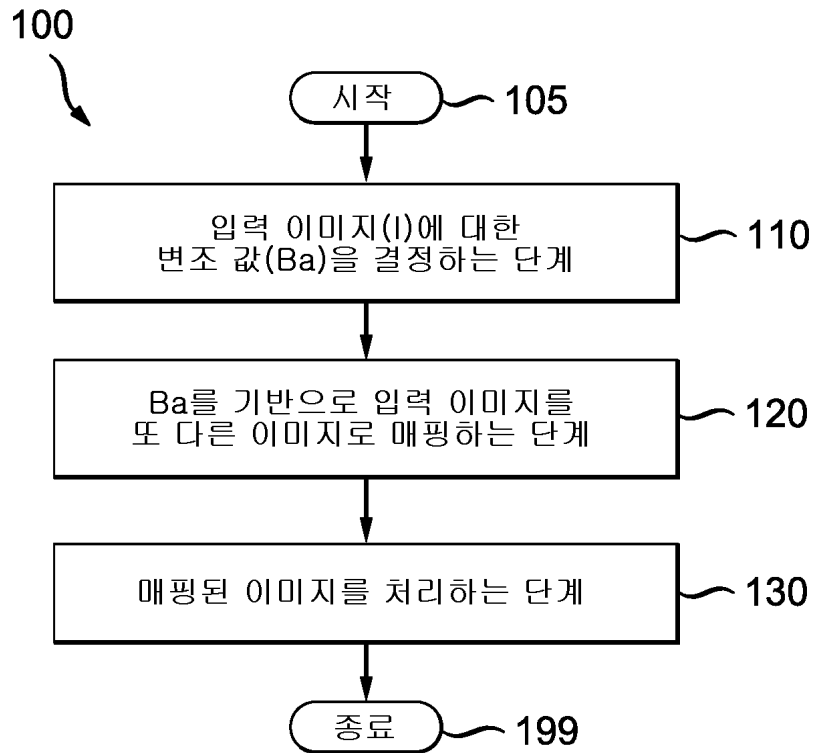 100
시작
105
입력 이미지(I)에 대한
변조 값(Ba)을 결정하는 단계
110
Ba를 기반으로 입력 이미지를
또 다른 이미지로 매핑하는 단계
120
매핑된 이미지를 처리하는 단계
130
종료
199